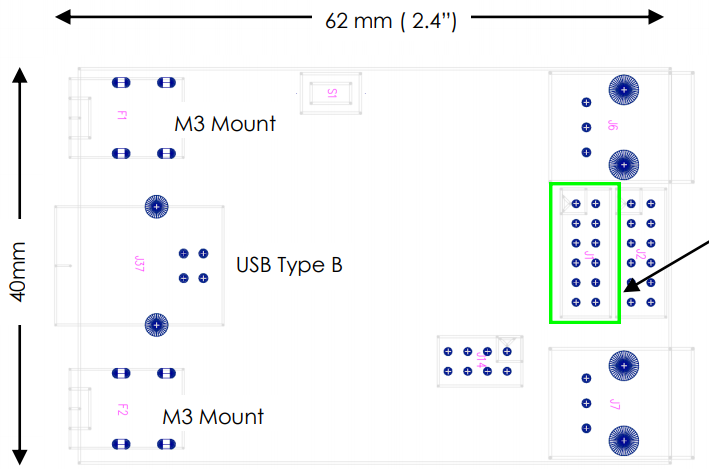 62 mm ( 2.4”)
F1
S1
M3 Mount
J6
40mm
J37
USB Type B
J1
J2
J14
F2
M3 Mount
J7